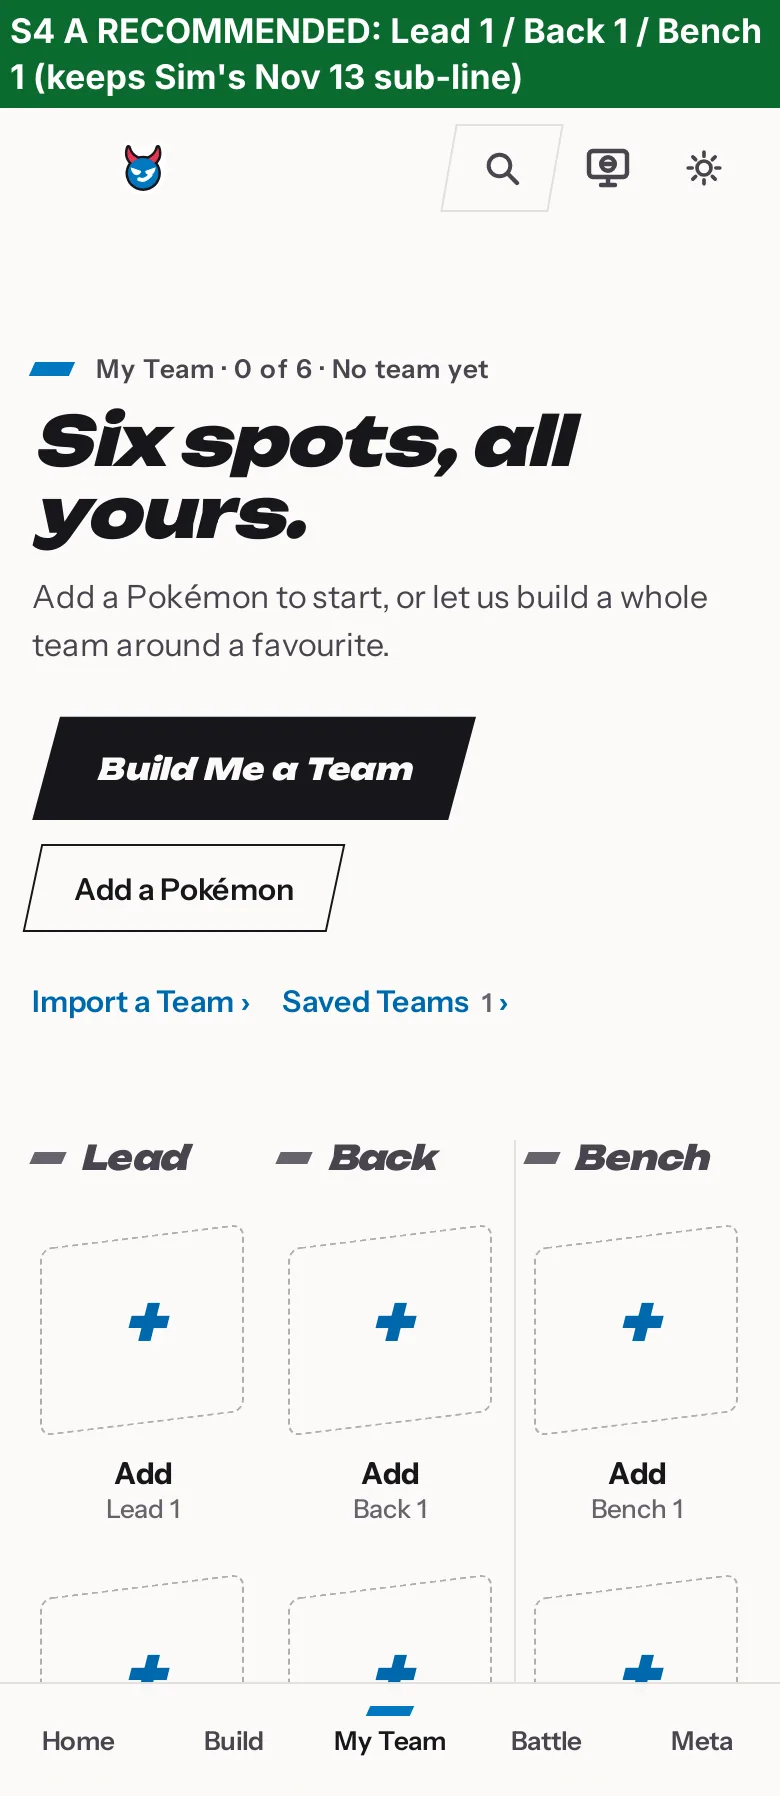 S4 A RECOMMENDED: Lead 1 / Back 1 / Bench
1 (keeps Sim's Nov 13 sub-line)
My Team · 0 of 6 · No team yet
Six spots, all
yours.
Add a Pokémon to start, or let us build a whole
team around a favourite.
Build Me a Team
Add a Pokémon
Import a Team › Saved Teams 1 ›
Lead Back Bench
Add Add Add
Lead 1 Back 1 Bench 1
Home Build My Team Battle Meta